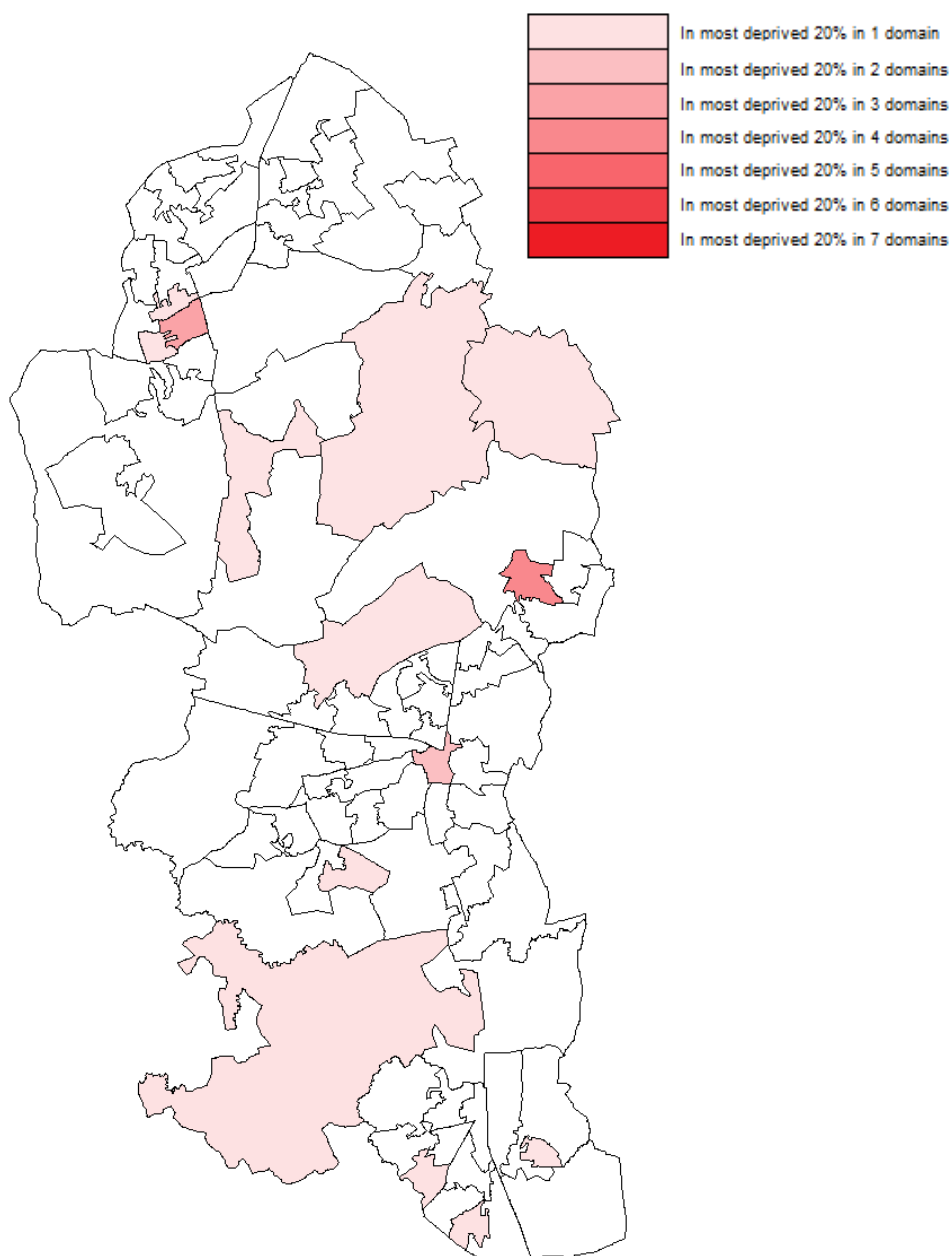 In most deprived 20% in 1 domain
In most deprived 20% in 2 domains
In most deprived 20% in 3 domains
In most deprived 20% in 4 domains
In most deprived 20% in 5 domains
In most deprived 20% in 6 domains
In most deprived 20% in 7 domains